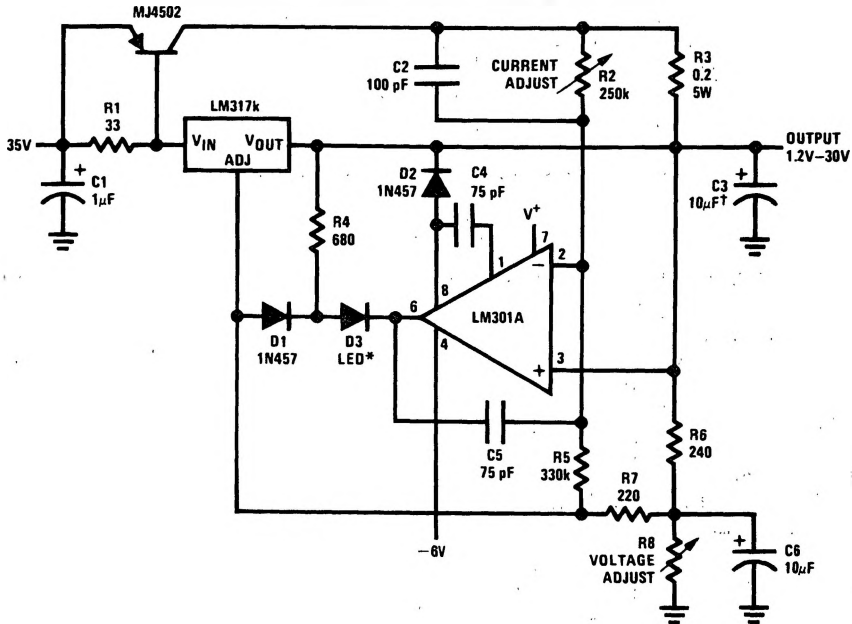 MJ4502
C2
100 pF
CURRENT
ADJUST
R2
250k
R3
0.2
5W
R1
33
LM317k
35V
VIN
VOUT
ADJ
OUTPUT
1.2V–30V
C1
1μF
+
D2
1N457
C4
75 pF
V+
7
C3
10μF†
+
R4
680
1
2
−
8
6
LM301A
4
3
+
D1
1N457
D3
LED*
C5
75 pF
R5
330k
R6
240
R7
220
−6V
R8
VOLTAGE
ADJUST
+
C6
10μF